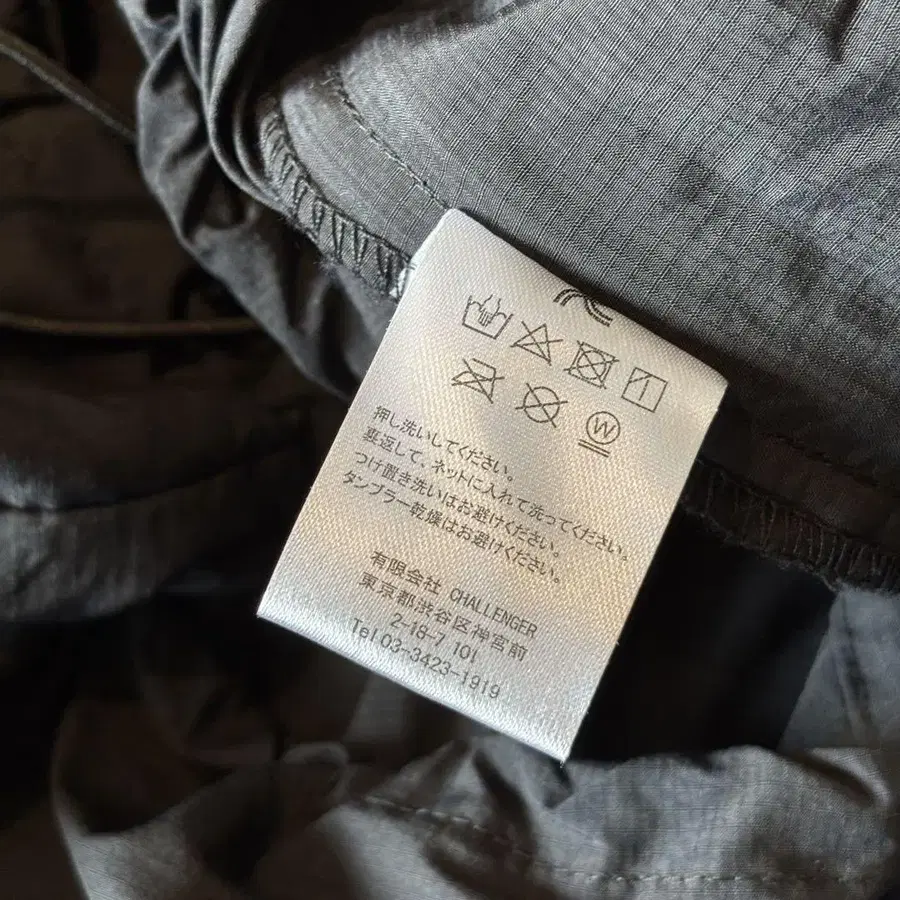 W
押し洗いしてください。
裏返して、ネットに入れて洗ってください。
つけ置き洗いはお避けください。
タンブラー乾燥はお避けください。
有限会社 CHALLENGER
東京都渋谷区神宮前
2-18-7 101
Tel 03-3423-1919